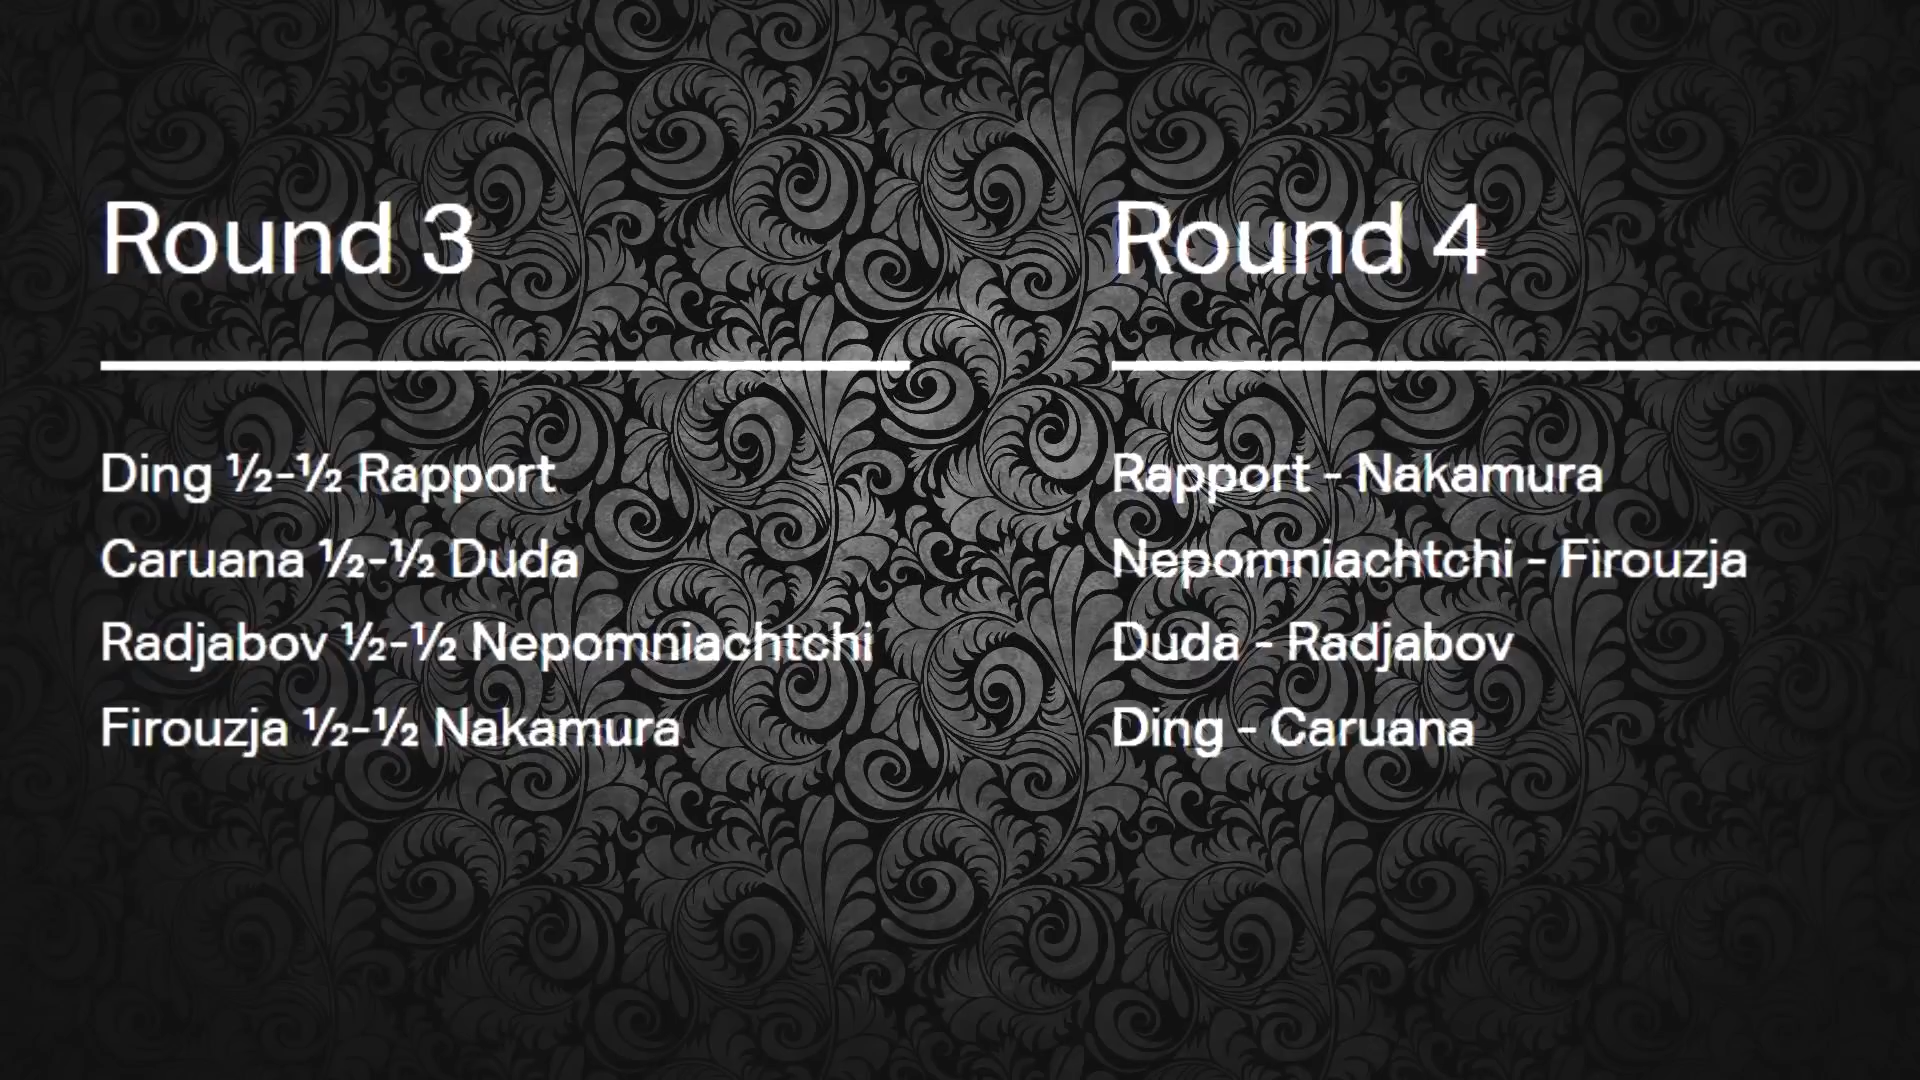 Round 3
Ding ½-½ Rapport
Caruana ½-½ Duda
Radjabov ½-½ Nepomniachtchi
Firouzja ½-½ Nakamura
Round 4
Rapport - Nakamura
Nepomniachtchi - Firouzja
Duda - Radjabov
Ding - Caruana